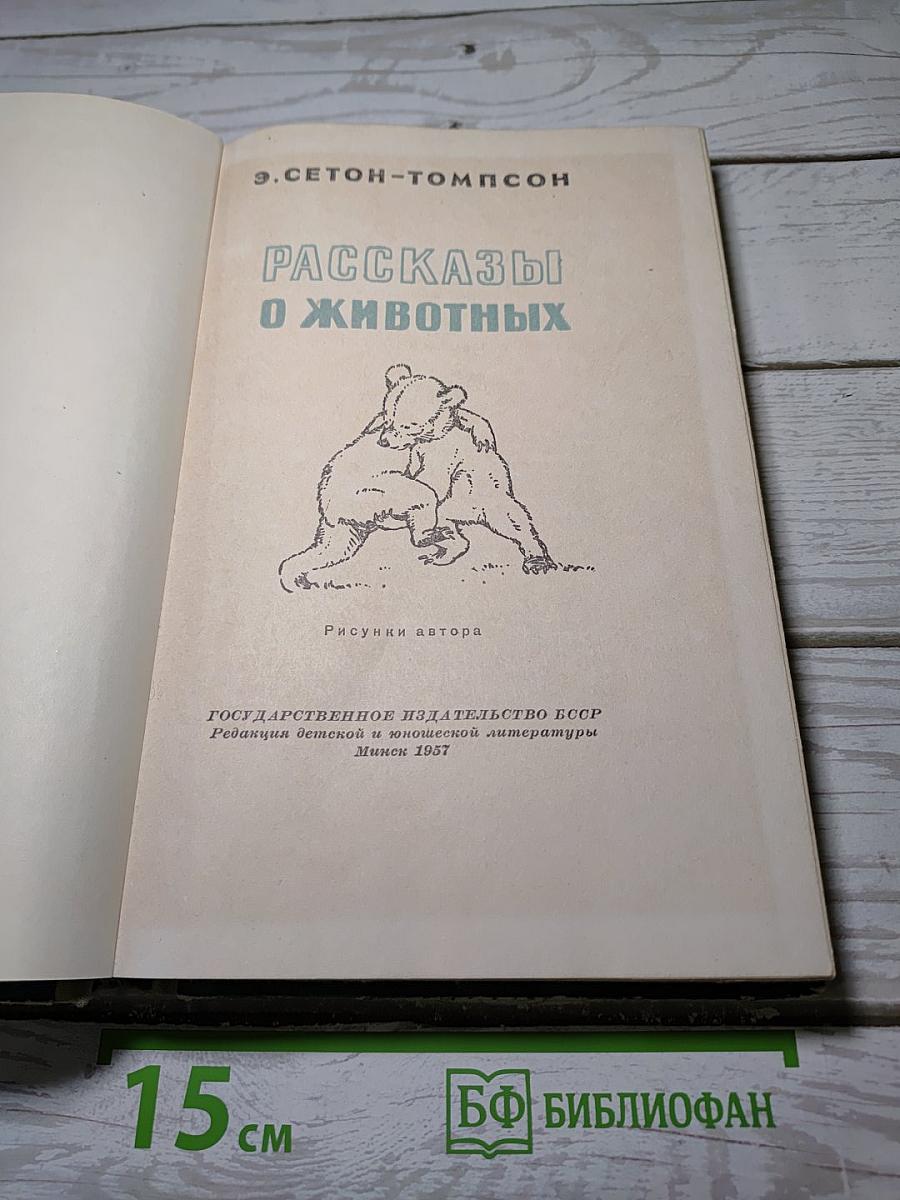 Э. СЕТОН-ТОМПСОН
РАССКАЗЫ
О ЖИВОТНЫХ
Рисунки автора
ГОСУДАРСТВЕННОЕ ИЗДАТЕЛЬСТВО БССР
Редакция детской и юношеской литературы
Минск 1957
15 см
БФ БИБЛИОФАН